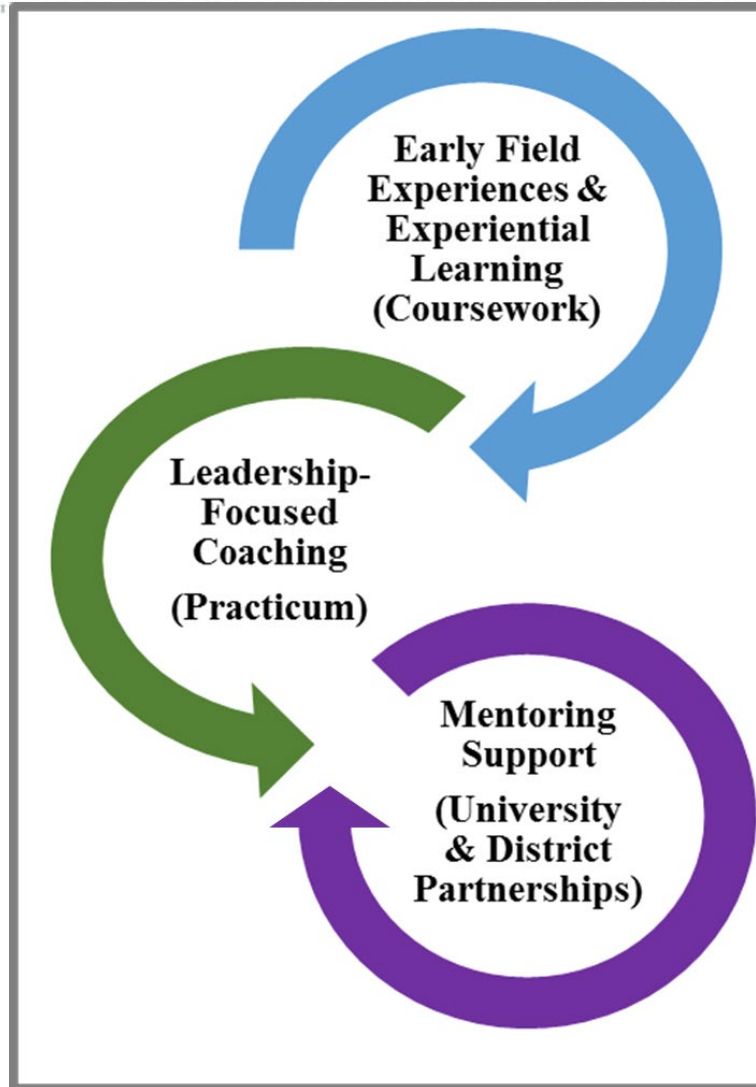 Early Field
Experiences &
Experiential
Learning
(Coursework)
Leadership-
Focused
Coaching
(Practicum)
Mentoring
Support
(University
& District
Partnerships)